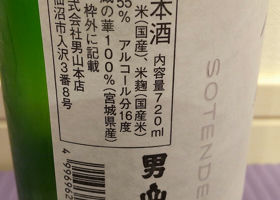 本酒
内容量720ml
米(国産)、米麹(国産米)
55% アルコール分16度
蔵の華100%(宮城県産)
枠外に記載
式会社男山本店
仙沼市入沢3番8号
男山
SOTENDE
4 99696